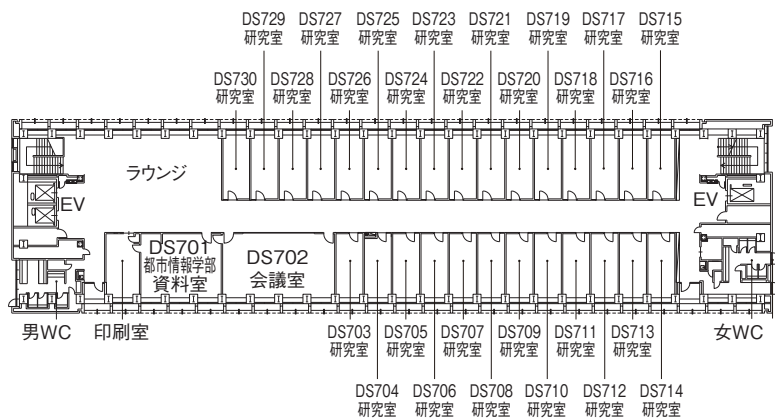 DS729
研究室
DS727
研究室
DS725
研究室
DS723
研究室
DS721
研究室
DS719
研究室
DS717
研究室
DS715
研究室
DS730
研究室
DS728
研究室
DS726
研究室
DS724
研究室
DS722
研究室
DS720
研究室
DS718
研究室
DS716
研究室
ラウンジ
EV
EV
DS701
都市情報学部
資料室
DS702
会議室
男WC
印刷室
女WC
DS703
研究室
DS705
研究室
DS707
研究室
DS709
研究室
DS711
研究室
DS713
研究室
DS704
研究室
DS706
研究室
DS708
研究室
DS710
研究室
DS712
研究室
DS714
研究室